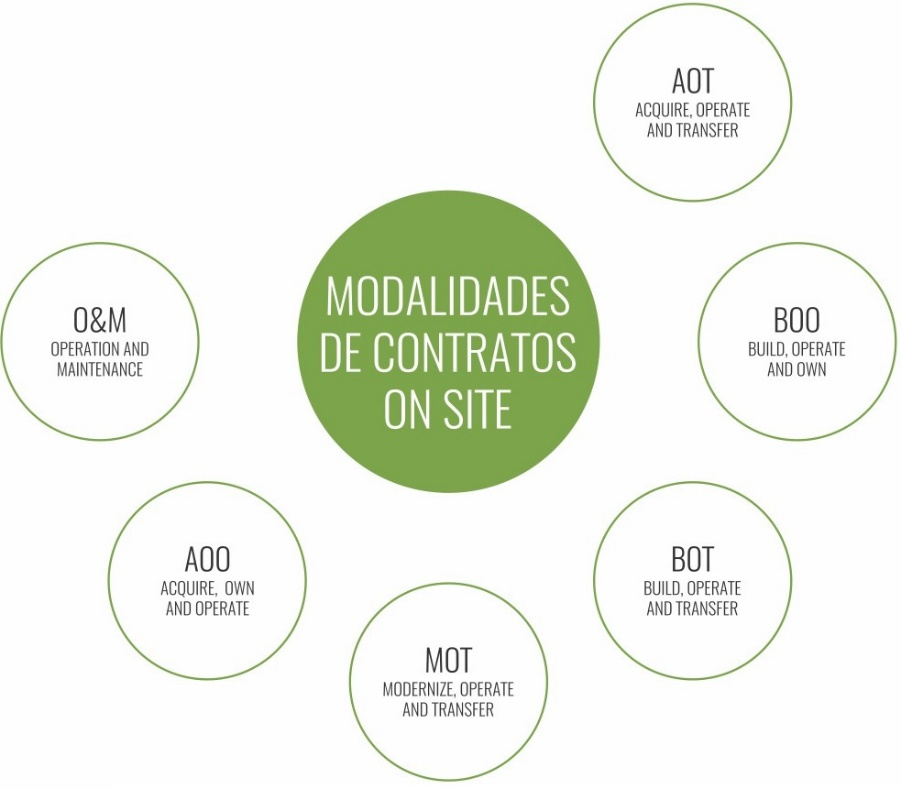 AOT
ACQUIRE, OPERATE
AND TRANSFER
MODALIDADES
DE CONTRATOS
ON SITE
O&M
OPERATION AND
MAINTENANCE
BOO
BUILD, OPERATE
AND OWN
AOO
ACQUIRE, OWN
AND OPERATE
BOT
BUILD, OPERATE
AND TRANSFER
MOT
MODERNIZE, OPERATE
AND TRANSFER